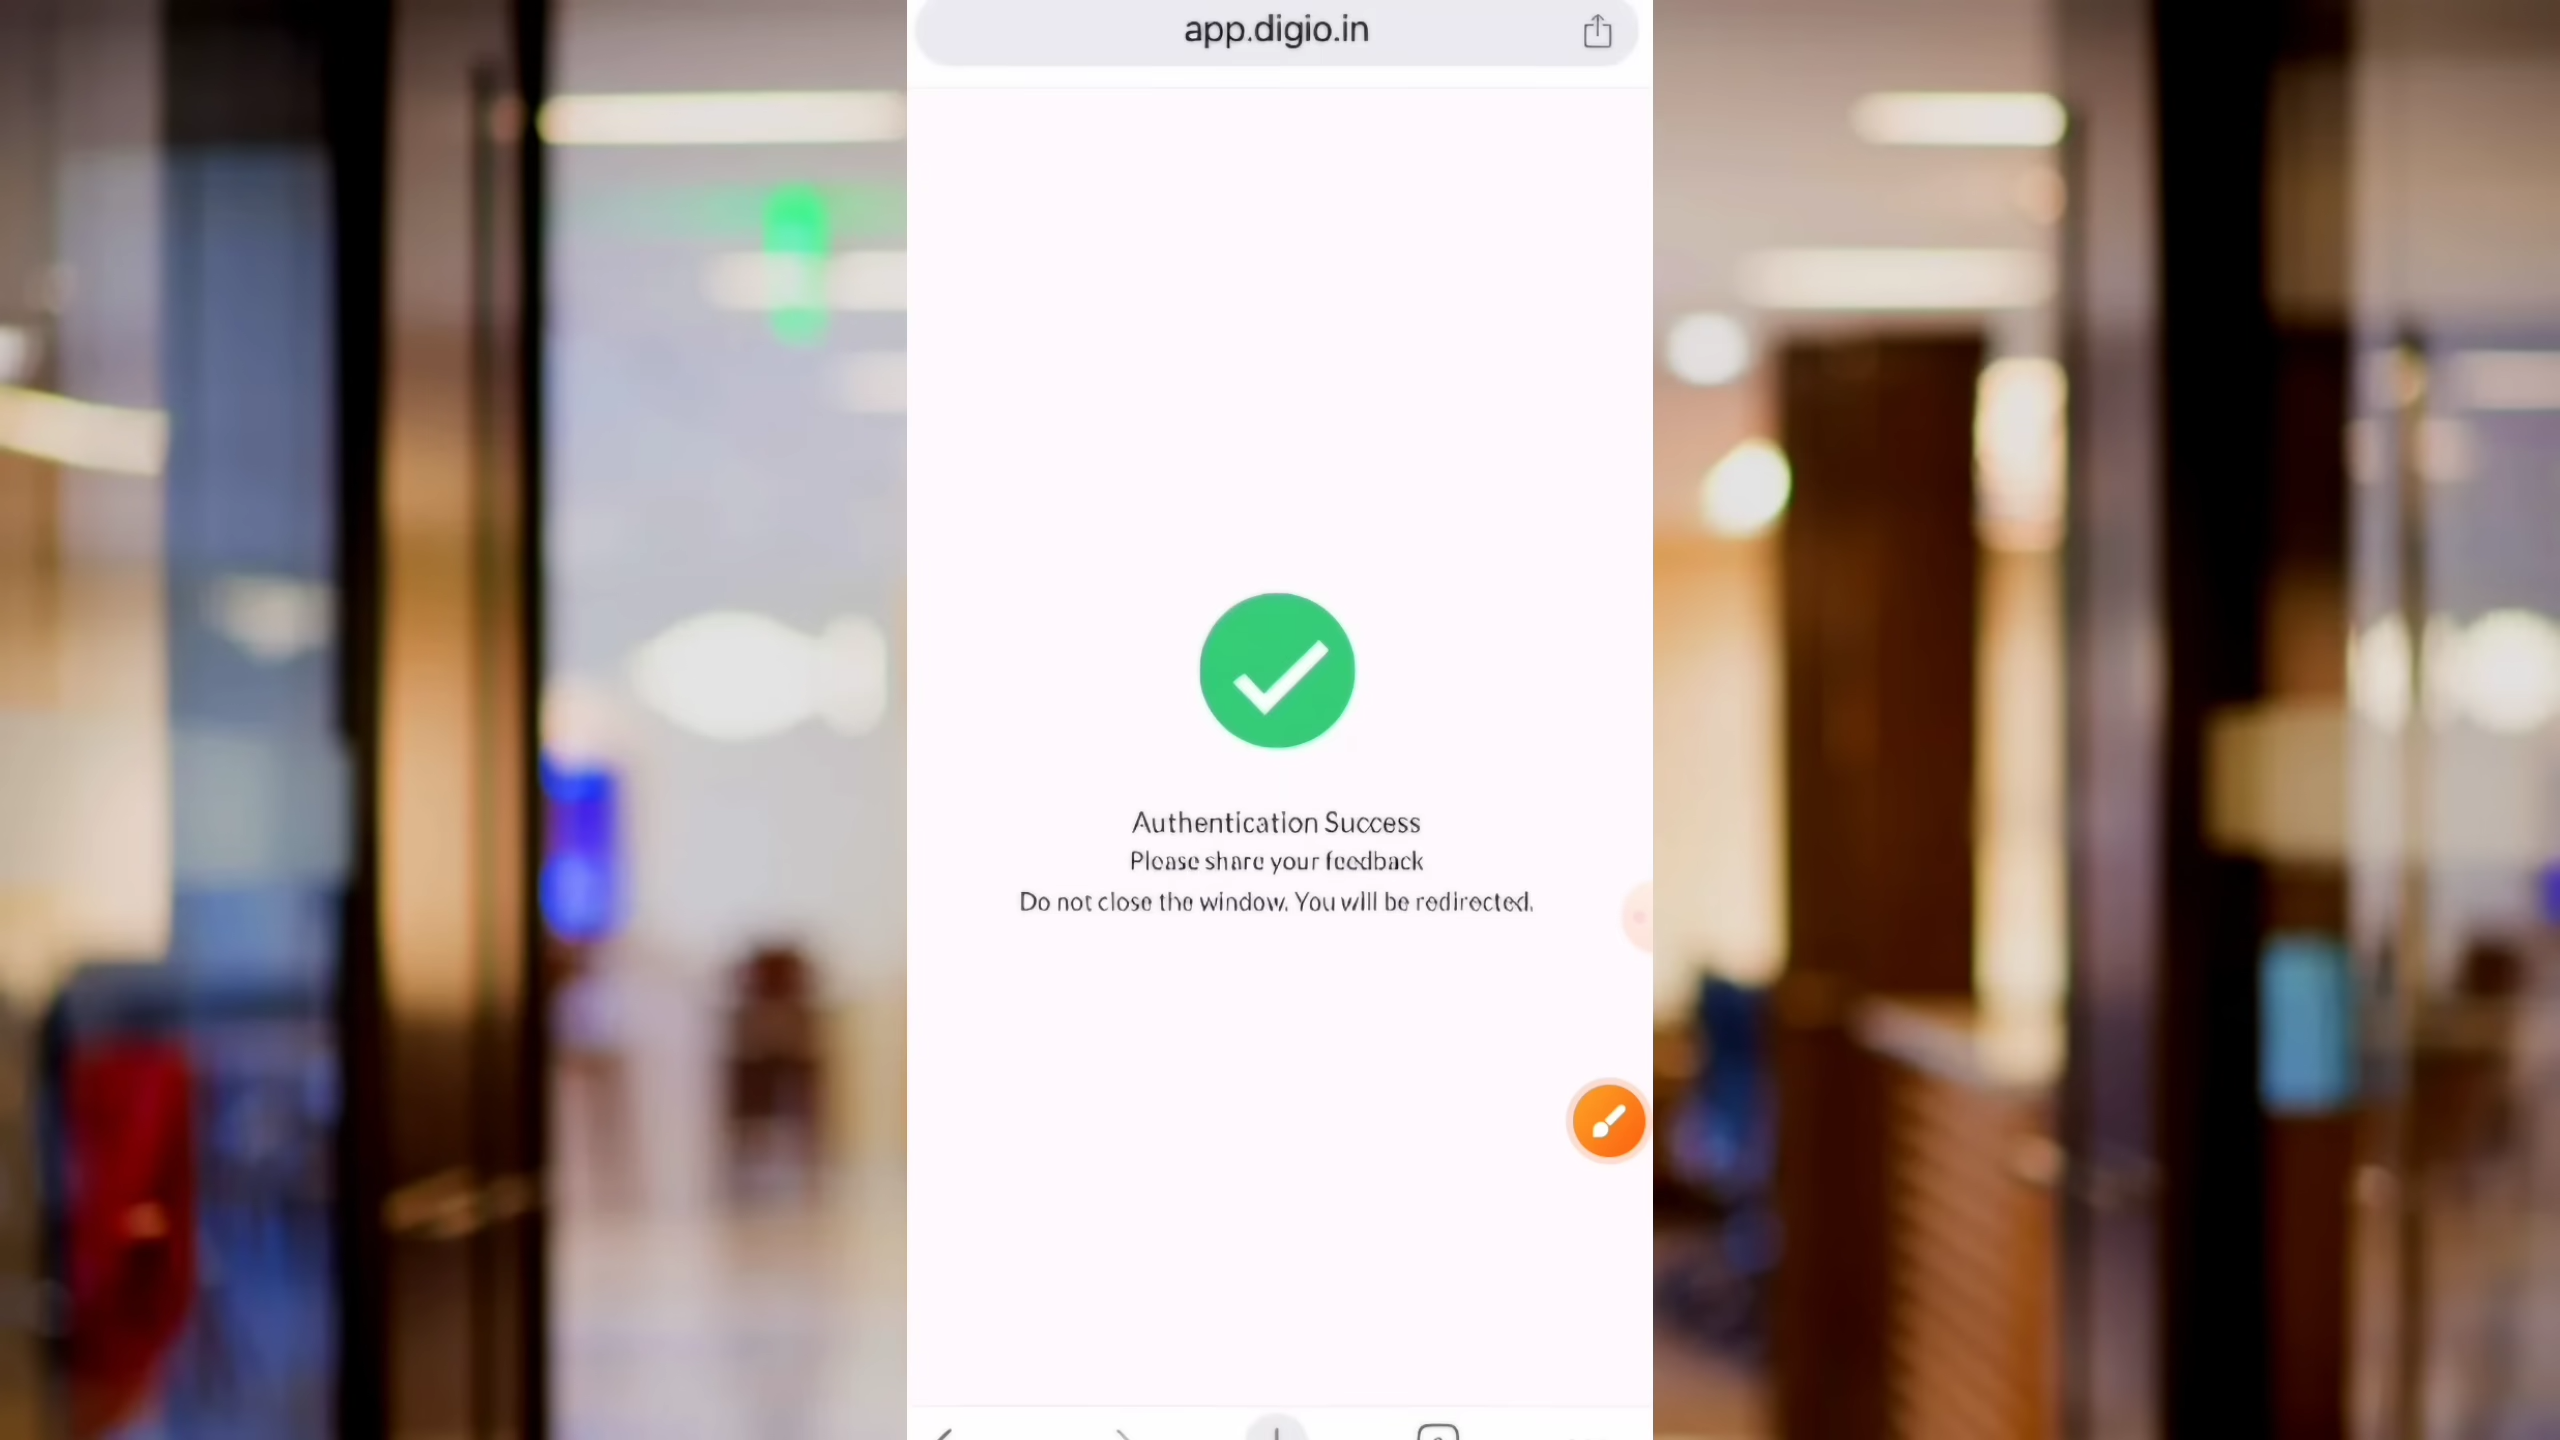 app.digio.in
Authentication Success
Please share your feedback
Do not close the window. You will be redirected.